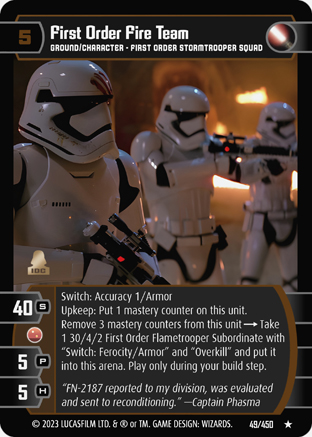 5 First Order Fire Team
GROUND/CHARACTER • FIRST ORDER STORMTROOPER SQUAD
IDC
40 S
5 P
5 H
Switch: Accuracy 1/Armor
Upkeep: Put 1 mastery counter on this unit.
Remove 3 mastery counters from this unit → Take
1 30/4/2 First Order Flametrooper Subordinate with
“Switch: Ferocity/Armor” and “Overkill” and put it
into this arena. Play only during your build step.
“FN-2187 reported to my division, was evaluated
and sent to reconditioning.” —Captain Phasma
© 2023 LUCASFILM LTD. & ® or TM. GAME DESIGN: WIZARDS. 49/450 ★